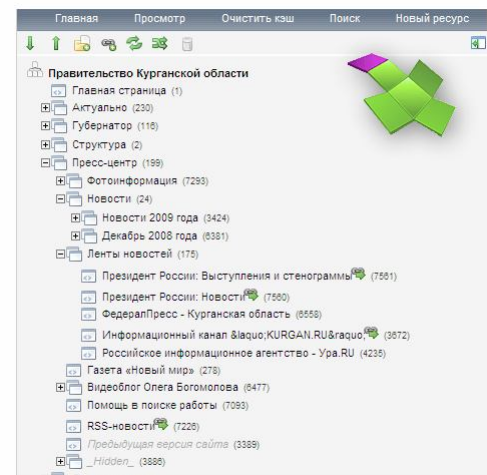 Главная Просмотр Очистить кэш Поиск Новый ресурс
Правительство Курганской области
Главная страница (1)
Актуально (230)
Губернатор (116)
Структура (2)
Пресс-центр (199)
Фотоинформация (7293)
Новости (24)
Новости 2009 года (3424)
Декабрь 2008 года (6381)
Ленты новостей (175)
Президент России: Выступления и стенограммы (7561)
Президент России: Новости (7560)
ФедералПресс - Курганская область (6558)
Информационный канал &laquo;KURGAN.RU&raquo; (3672)
Российское информационное агентство - Ура.RU (4235)
Газета «Новый мир» (278)
Видеоблог Олега Богомолова (6477)
Помощь в поиске работы (7093)
RSS-новости (7226)
Предыдущая версия сайта (3389)
_Hidden_ (3886)